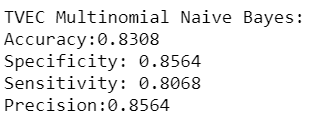 TVEC Multinomial Naive Bayes:
Accuracy:0.8308
Specificity: 0.8564
Sensitivity: 0.8068
Precision:0.8564